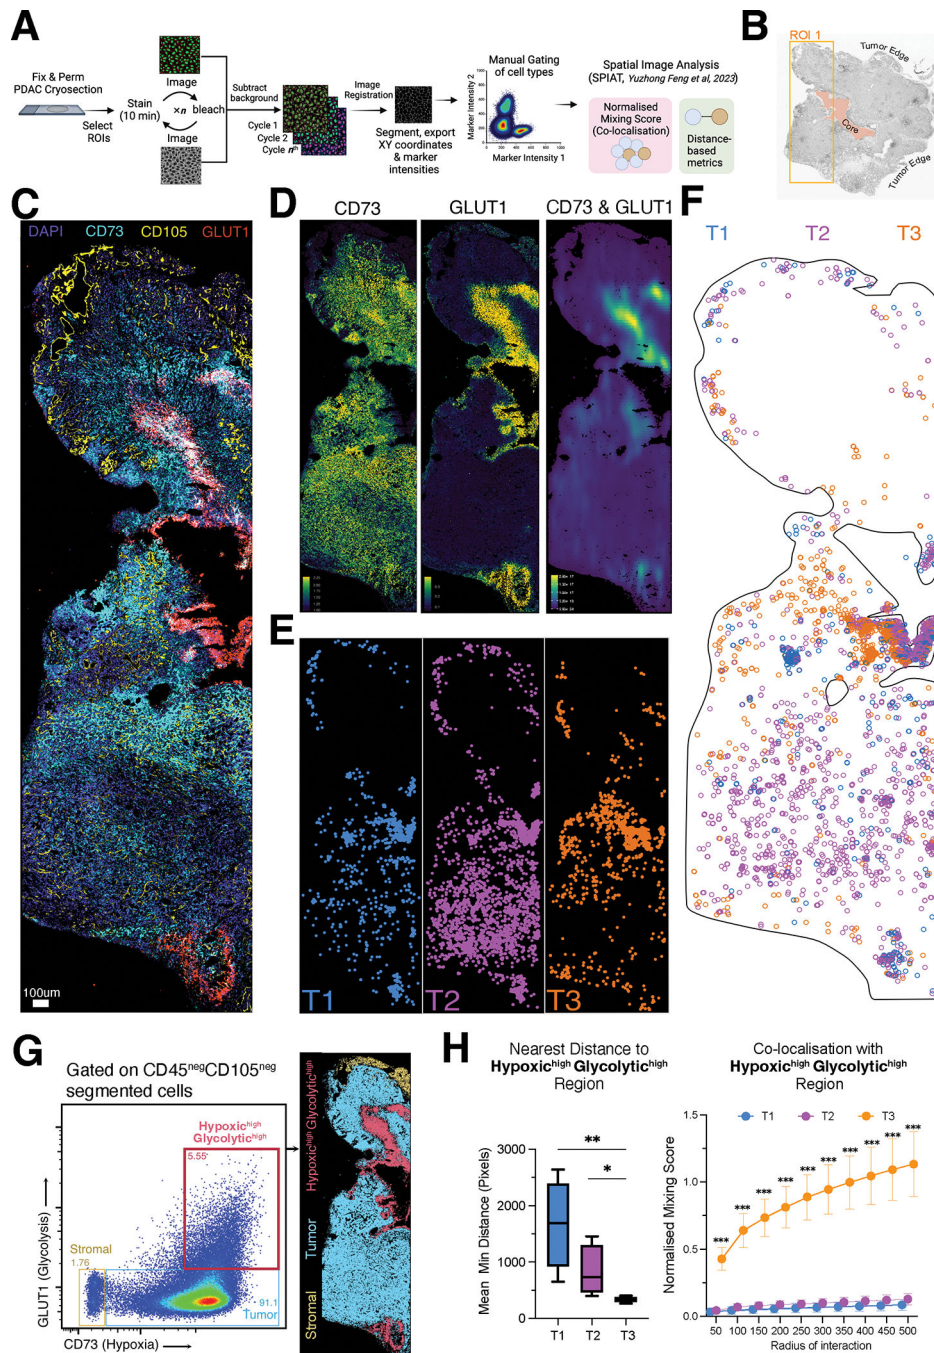 A
Fix & Perm
PDAC Cryosection
Select
ROIs
Stain
(10 min)
Image
×n
bleach
Image
Subtract
background
Cycle 1
Cycle 2
Cycle nth
Image
Registration
Segment, export
XY coordinates
& marker
intensities
Manual Gating
of cell types
Marker Intensity 2
Marker Intensity 1
Spatial Image Analysis
(SPIAT, Yuzhong Feng et al, 2023)
Normalised
Mixing Score
(Co-localisation)
Distance-
based
metrics
B
ROI 1
Tumor Edge
Core
Tumor Edge
C
DAPI CD73 CD105 GLUT1
100um
D
CD73 GLUT1 CD73 & GLUT1
E
T1 T2 T3
F
T1 T2 T3
G
Gated on CD45negCD105neg
segmented cells
Hypoxichigh
Glycolytichigh
5.55
Stromal
1.76
91.1
Tumor
GLUT1 (Glycolysis)
CD73 (Hypoxia)
Stromal Tumor Hypoxichigh Glycolytichigh
H
Nearest Distance to
Hypoxichigh Glycolytichigh
Region
Mean Min Distance (Pixels)
3000
2000
1000
0
** 
*
T1 T2 T3
Co-localisation with
Hypoxichigh Glycolytichigh
Region
T1 T2 T3
Normalised Mixing Score
1.5
1.0
0.5
0.0
*** *** *** *** *** *** *** *** *** ***
50 100 150 200 250 300 350 400 450 500
Radius of interaction